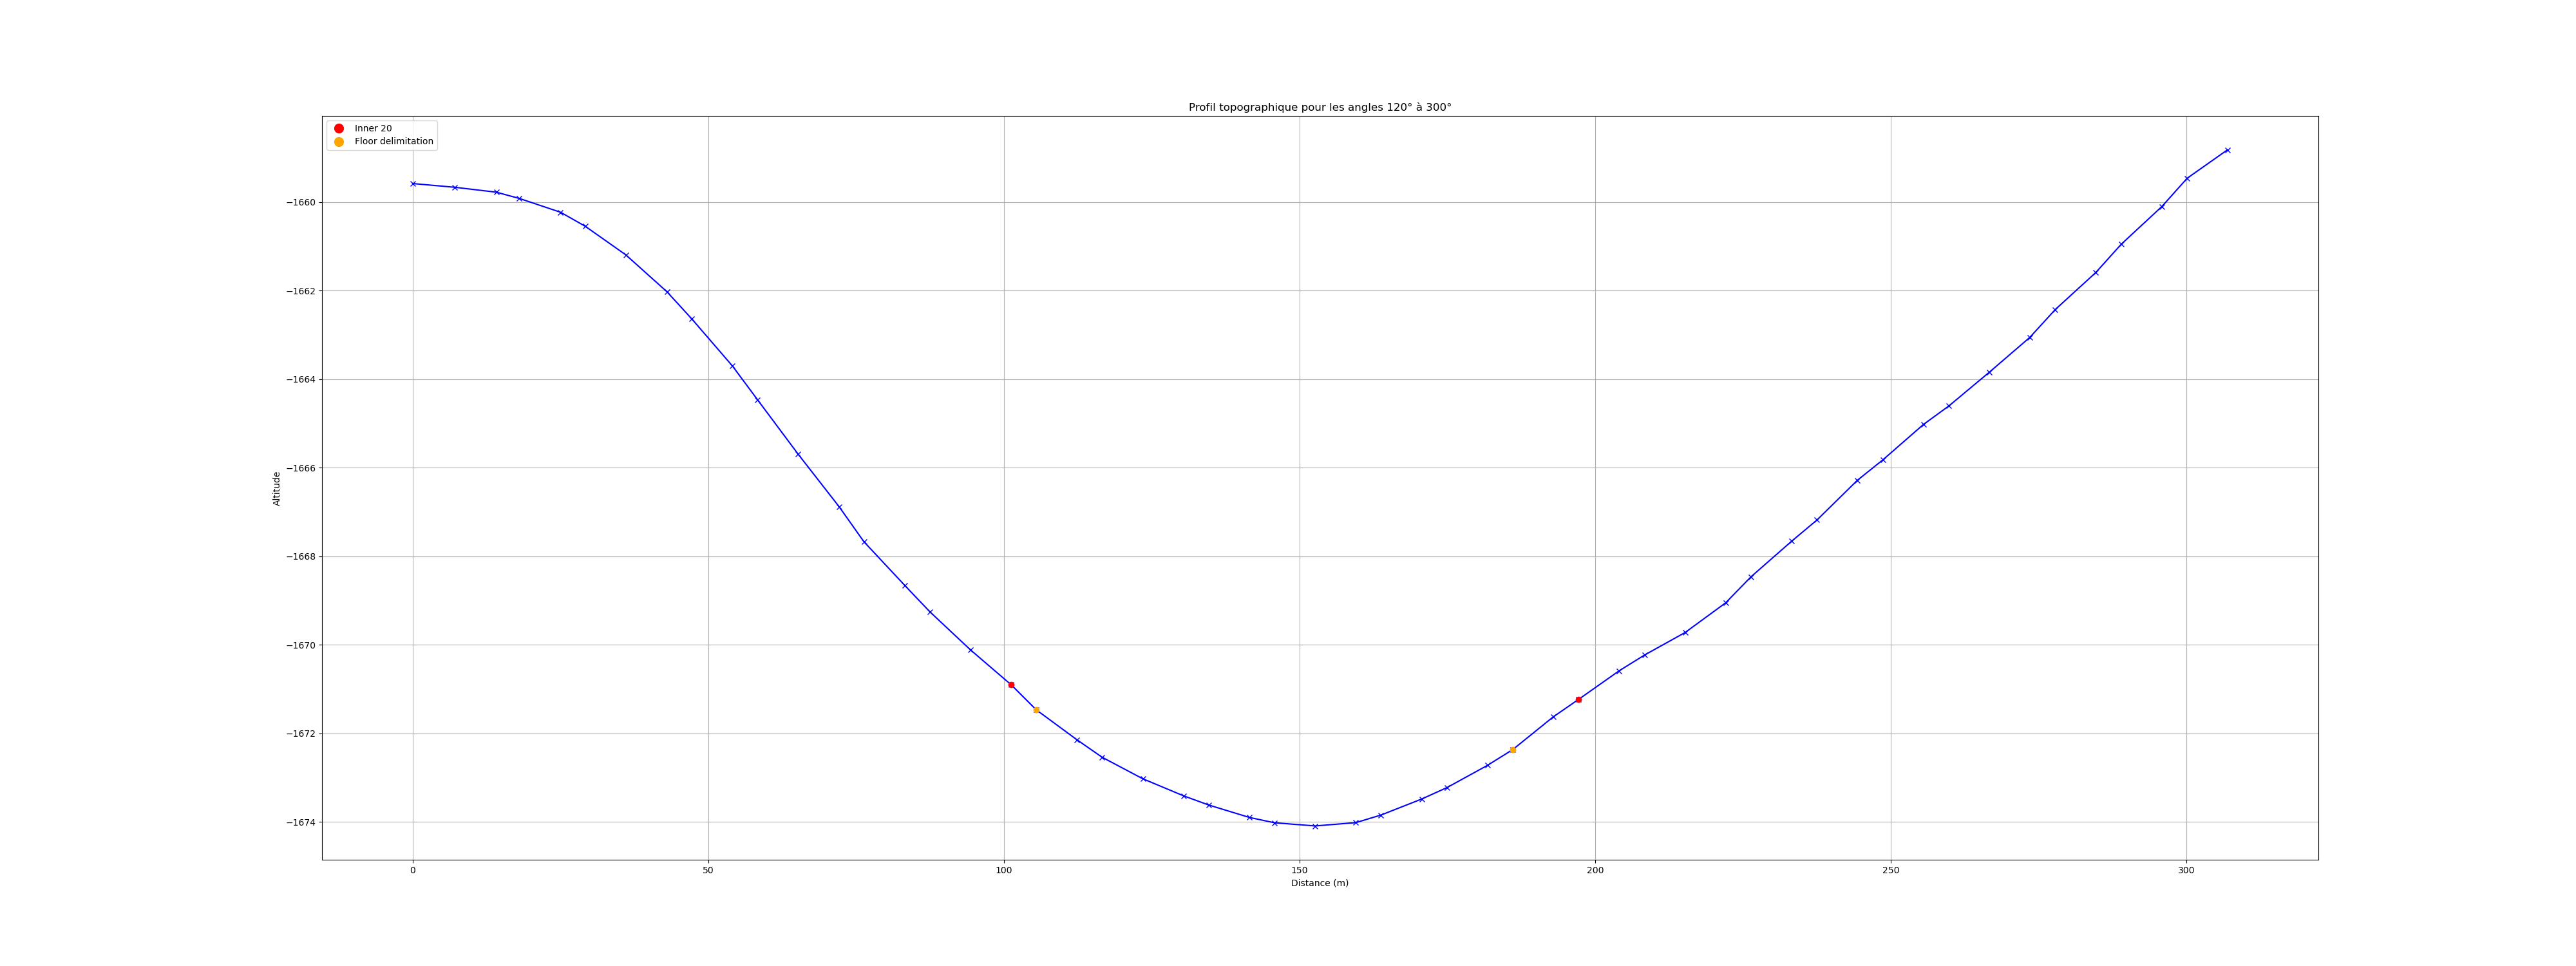 Profil topographique pour les angles 120° à 300°
Inner 20
Floor delimitation
Altitude
−1660
−1662
−1664
−1666
−1668
−1670
−1672
−1674
0 50 100 150 200 250 300
Distance (m)